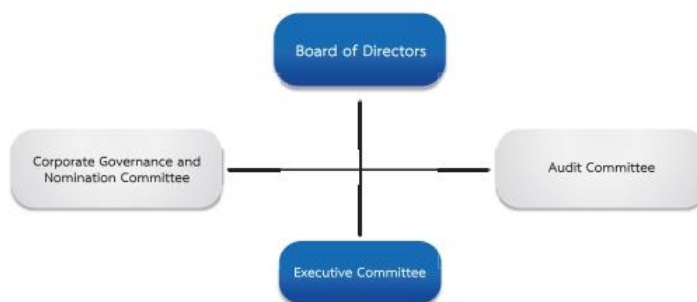 Board of Directors
Corporate Governance and
Nomination Committee
Audit Committee
Executive Committee